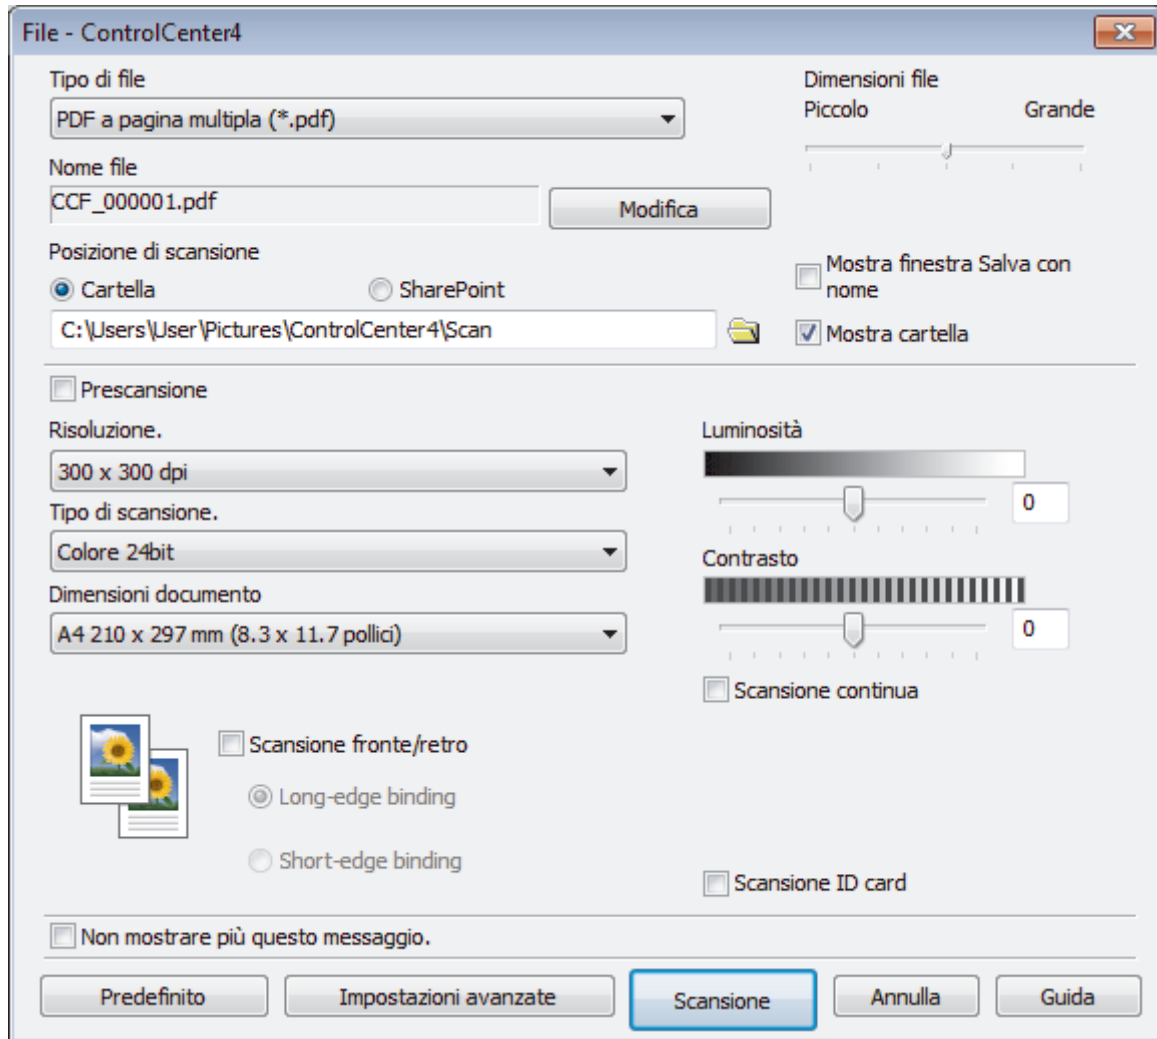 File - ControlCenter4
Tipo di file
PDF a pagina multipla (*.pdf)
Dimensioni file
Piccolo Grande
Nome file
CCF_000001.pdf
Modifica
Posizione di scansione
Cartella SharePoint
C:\Users\User\Pictures\ControlCenter4\Scan
Mostra finestra Salva con
nome
Mostra cartella
Prescansione
Risoluzione.
300 x 300 dpi
Tipo di scansione.
Colore 24bit
Dimensioni documento
A4 210 x 297 mm (8.3 x 11.7 pollici)
Luminosità
0
Contrasto
0
Scansione continua
Scansione fronte/retro
Long-edge binding
Short-edge binding
Scansione ID card
Non mostrare più questo messaggio.
Predefinito Impostazioni avanzate Scansione Annulla Guida